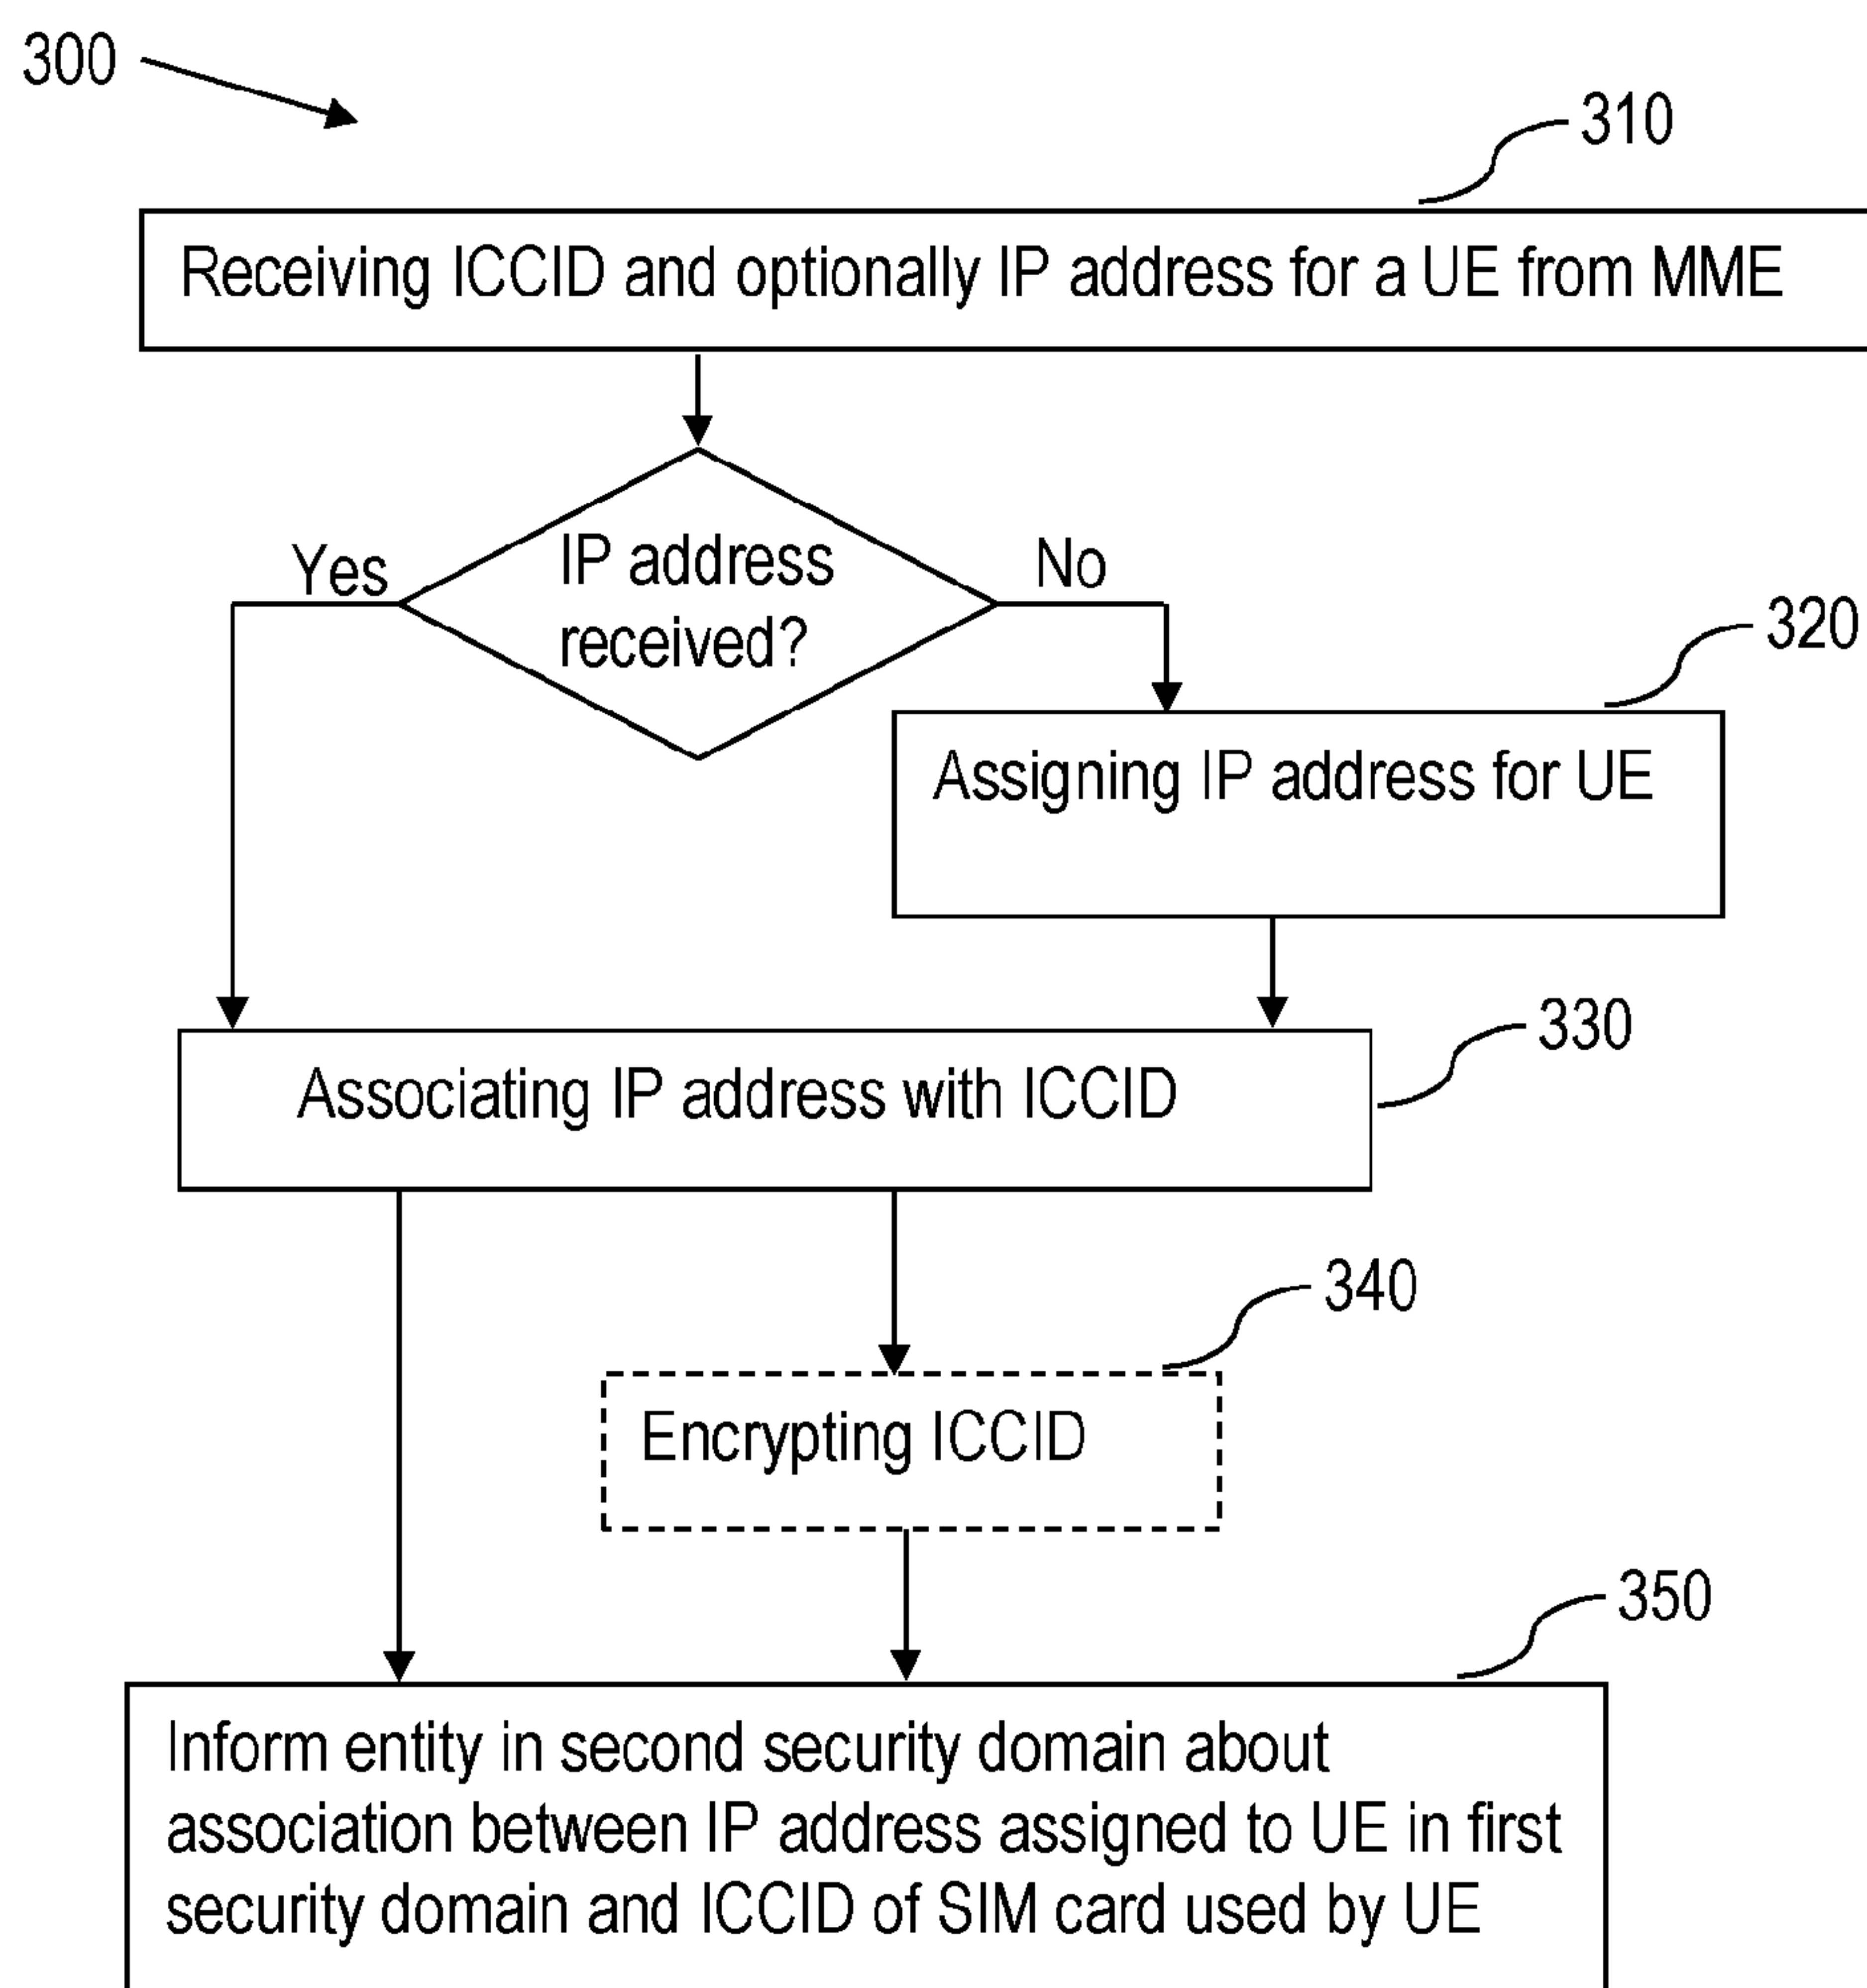 300
310
Receiving ICCID and optionally IP address for a UE from MME
Yes
IP address
received?
No
320
Assigning IP address for UE
330
Associating IP address with ICCID
340
Encrypting ICCID
350
Inform entity in second security domain about
association between IP address assigned to UE in first
security domain and ICCID of SIM card used by UE